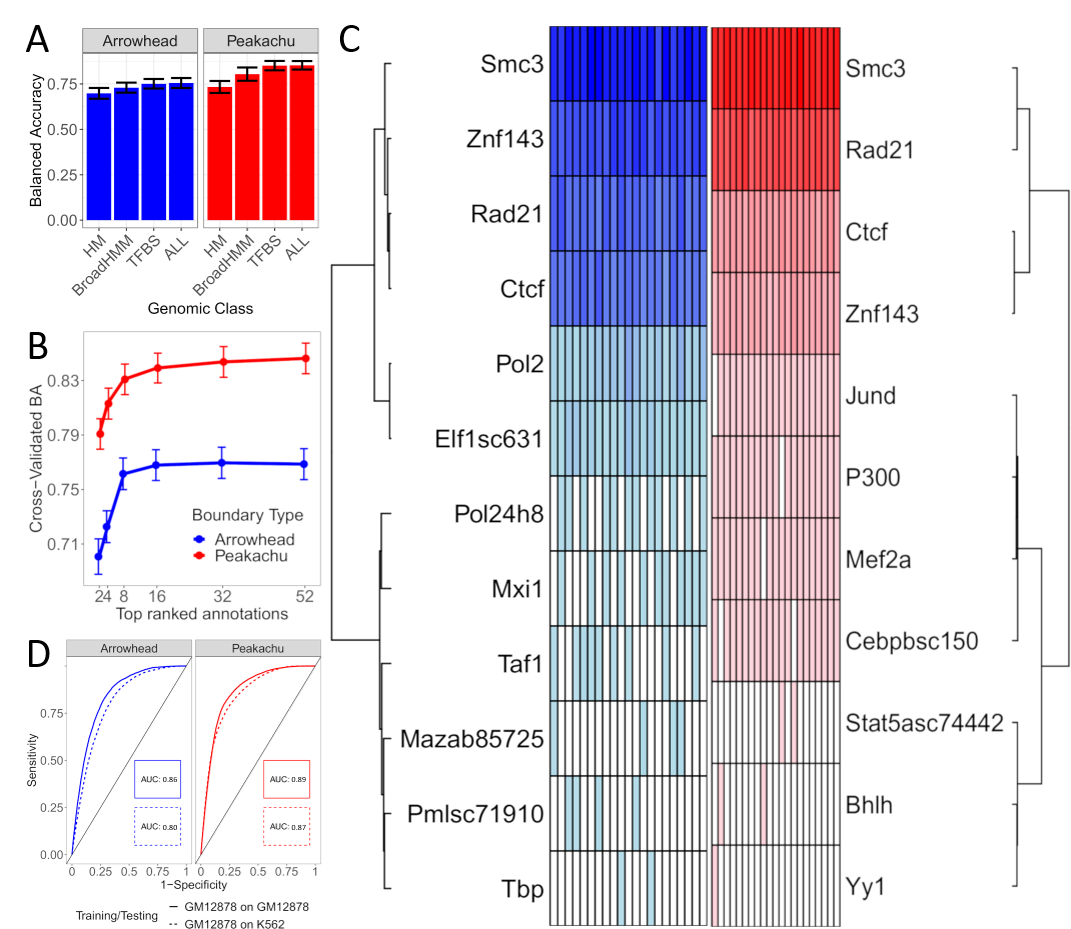 A
Arrowhead
Peakachu
Balanced Accuracy
0.75
0.50
0.25
0.00
HM
BroadHMM
TFBS
ALL
HM
BroadHMM
TFBS
ALL
Genomic Class
B
Cross−Validated BA
0.83
0.79
0.75
0.71
Boundary Type
Arrowhead
Peakachu
24 8 16 32 52
Top ranked annotations
D
Arrowhead
Peakachu
Sensitivity
0.75
0.50
0.25
0.00
AUC: 0.86
AUC: 0.80
AUC: 0.89
AUC: 0.87
0 0.25 0.50 0.75 1
0 0.25 0.50 0.75 1
1−Specificity
Training/Testing
GM12878 on GM12878
GM12878 on K562
C
Smc3
Znf143
Rad21
Ctcf
Pol2
Elf1sc631
Pol24h8
Mxi1
Taf1
Mazab85725
Pmlsc71910
Tbp
Smc3
Rad21
Ctcf
Znf143
Jund
P300
Mef2a
Cebpbsc150
Stat5asc74442
Bhlh
Yy1